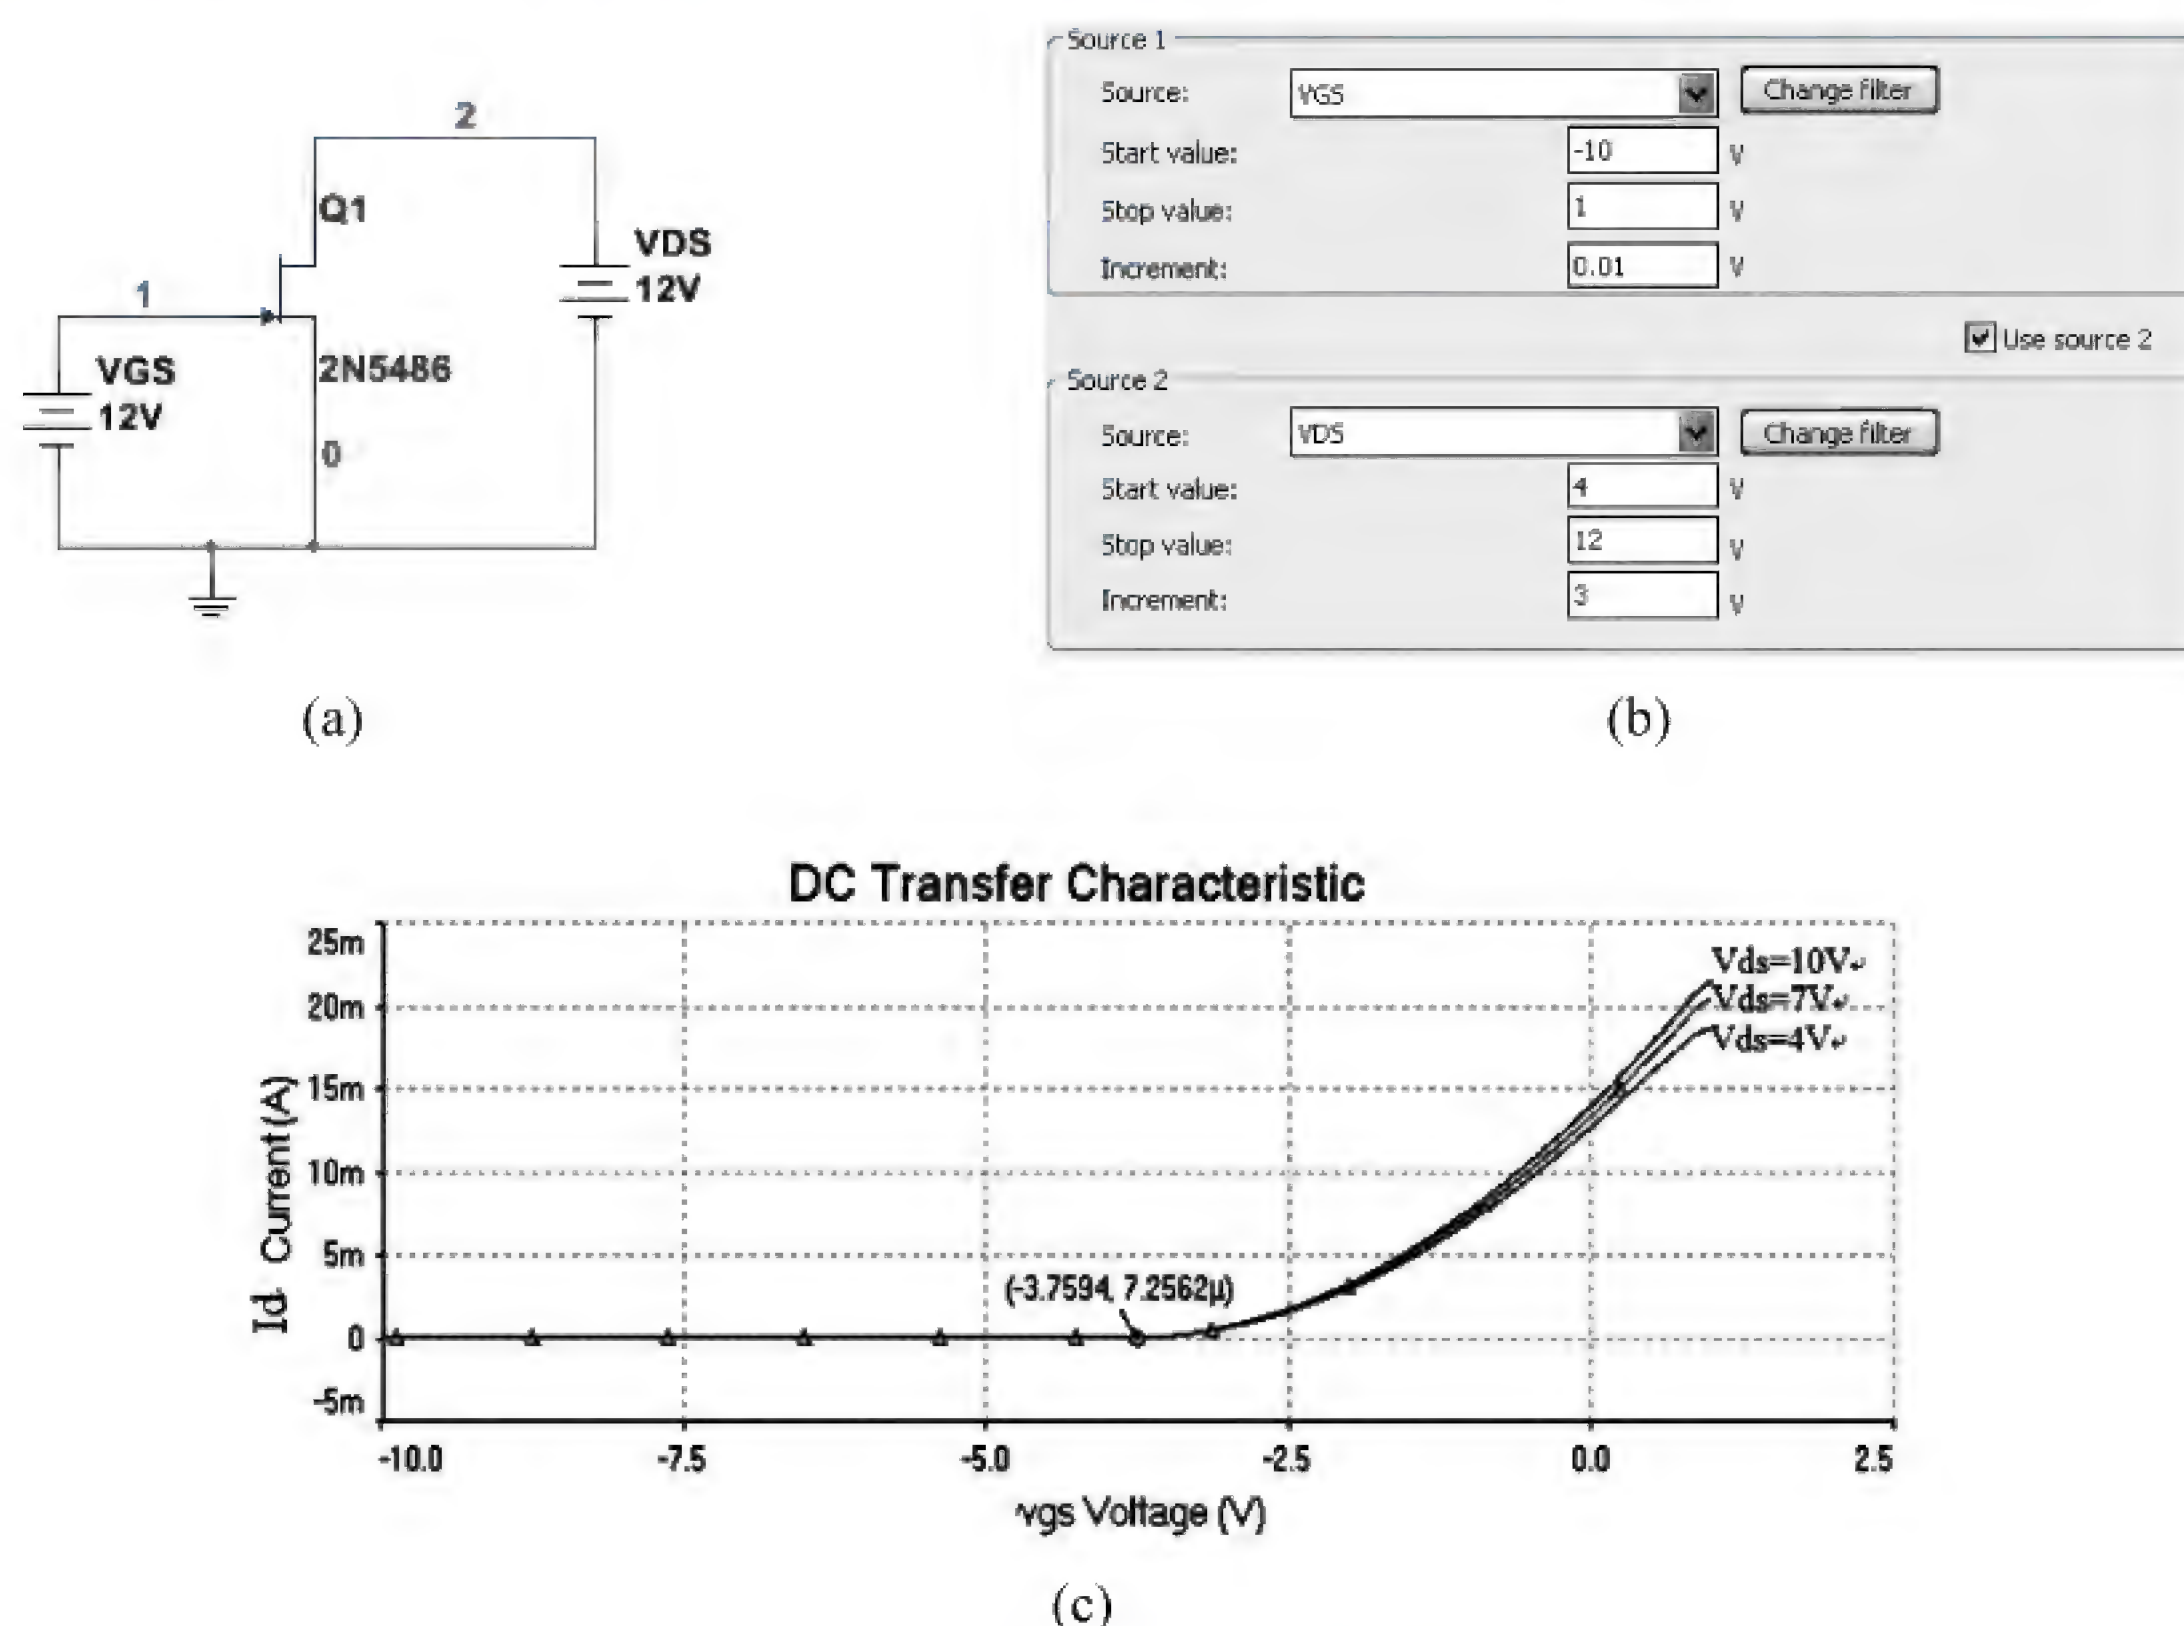 2
Q1
VDS
12V
1
VGS
12V
2N5486
0
(a)
Source 1
Source: VGS Change filter
Start value: -10 V
Stop value: 1 V
Increment: 0.01 V
Use source 2
Source 2
Source: VDS Change filter
Start value: 4 V
Stop value: 12 V
Increment: 3 V
(b)
DC Transfer Characteristic
25m
20m
15m
10m
5m
0
-5m
Id Current (A)
Vds=10V↵
Vds=7V↵
Vds=4V↵
(-3.7594, 7.2562μ)
-10.0 -7.5 -5.0 -2.5 0.0 2.5
vgs Voltage (V)
(c)